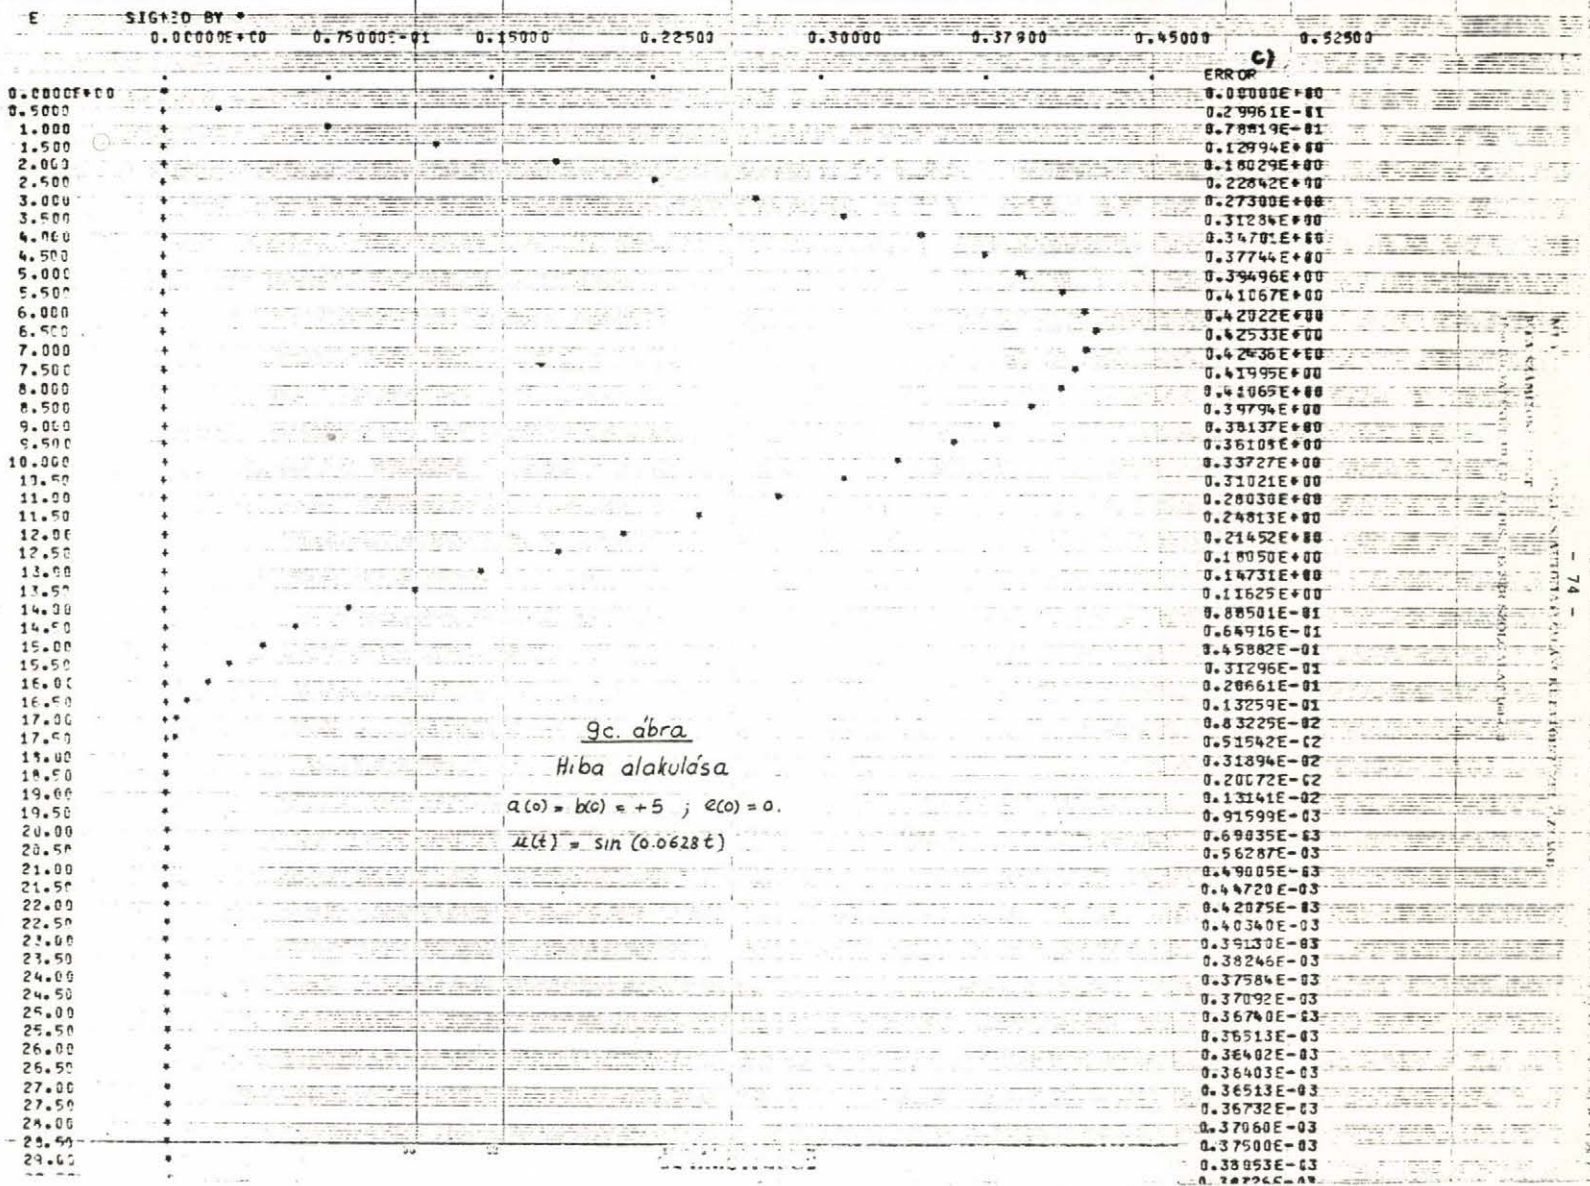 E SIGNED BY *
0.00000E+00 0.75000E-01 0.15000 0.22500 0.30000 0.37900 0.45000 0.52500
c)
ERROR
0.0000E+00 0.00000E+00
0.5000 0.29961E-01
1.000 0.78819E-01
1.500 0.12994E+00
2.000 0.18029E+00
2.500 0.22842E+00
3.000 0.27300E+00
3.500 0.31284E+00
4.000 0.34701E+00
4.500 0.37744E+00
5.000 0.39496E+00
5.500 0.41067E+00
6.000 0.42022E+00
6.500 0.42533E+00
7.000 0.42436E+00
7.500 0.41995E+00
8.000 0.41065E+00
8.500 0.39794E+00
9.000 0.38137E+00
9.500 0.36108E+00
10.000 0.33727E+00
10.50 0.31021E+00
11.00 0.28030E+00
11.50 0.24813E+00
12.00 0.21452E+00
12.50 0.18050E+00
13.00 0.14731E+00
13.50 0.11625E+00
14.00 0.88501E-01
14.50 0.64916E-01
15.00 0.45882E-01
15.50 0.31296E-01
16.00 0.20661E-01
16.50 0.13259E-01
17.00 0.83225E-02
17.50 0.51542E-02
18.00 0.31894E-02
18.50 0.20072E-02
19.00 0.13141E-02
19.50 0.91599E-03
20.00 0.69035E-03
20.50 0.56287E-03
21.00 0.49005E-03
21.50 0.44720E-03
22.00 0.42075E-03
22.50 0.40340E-03
23.00 0.39130E-03
23.50 0.38246E-03
24.00 0.37584E-03
24.50 0.37092E-03
25.00 0.36740E-03
25.50 0.36513E-03
26.00 0.36402E-03
26.50 0.36403E-03
27.00 0.36513E-03
27.50 0.36732E-03
28.00 0.37060E-03
28.50 0.37500E-03
29.00 0.38053E-03
9c. ábra
Hiba alakulása
a(0) = b(0) = +5 ; e(0) = 0.
u(t) = sin (0.0628t)
- 74 -